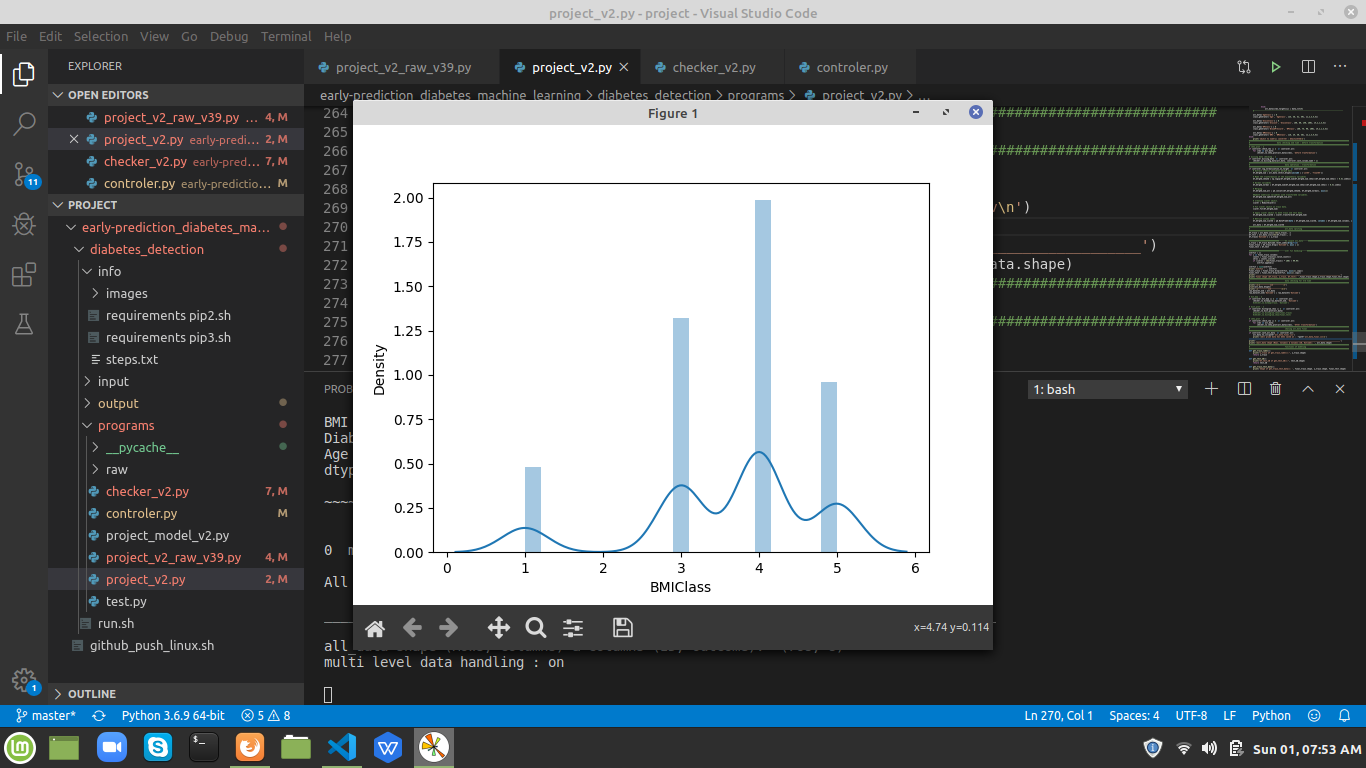 project_v2.py - project - Visual Studio Code
File Edit Selection View Go Debug Terminal Help
EXPLORER
OPEN EDITORS
project_v2_raw_v39.py ... 4, M
project_v2.py early-predi... 2, M
checker_v2.py early-pred... 7, M
controler.py early-predictio... M
11
PROJECT
early-prediction_diabetes_ma...
diabetes_detection
info
images
requirements pip2.sh
requirements pip3.sh
steps.txt
input
output
programs
__pycache__
raw
checker_v2.py 7, M
controler.py M
project_model_v2.py
project_v2_raw_v39.py 4, M
project_v2.py 2, M
test.py
run.sh
github_push_linux.sh
OUTLINE
1
project_v2_raw_v39.py
project_v2.py
checker_v2.py
controler.py
early-prediction_diabetes_machine_learning > diabetes_detection > programs > project_v2.py > ...
264
265
266
267
268
269 \n')
270
271 ')
272 ata.shape)
273
274
275
276
277
Figure 1
2.00
1.75
1.50
1.25
1.00
0.75
0.50
0.25
0.00
Density
0 1 2 3 4 5 6
BMIClass
x=4.74 y=0.114
PROB
1: bash
BMI
Diab
Age
dtyp
~~~~
0 m
All
multi level data handling : on
master*
Python 3.6.9 64-bit
5
8
Ln 270, Col 1
Spaces: 4
UTF-8
LF
Python
Sun 01, 07:53 AM